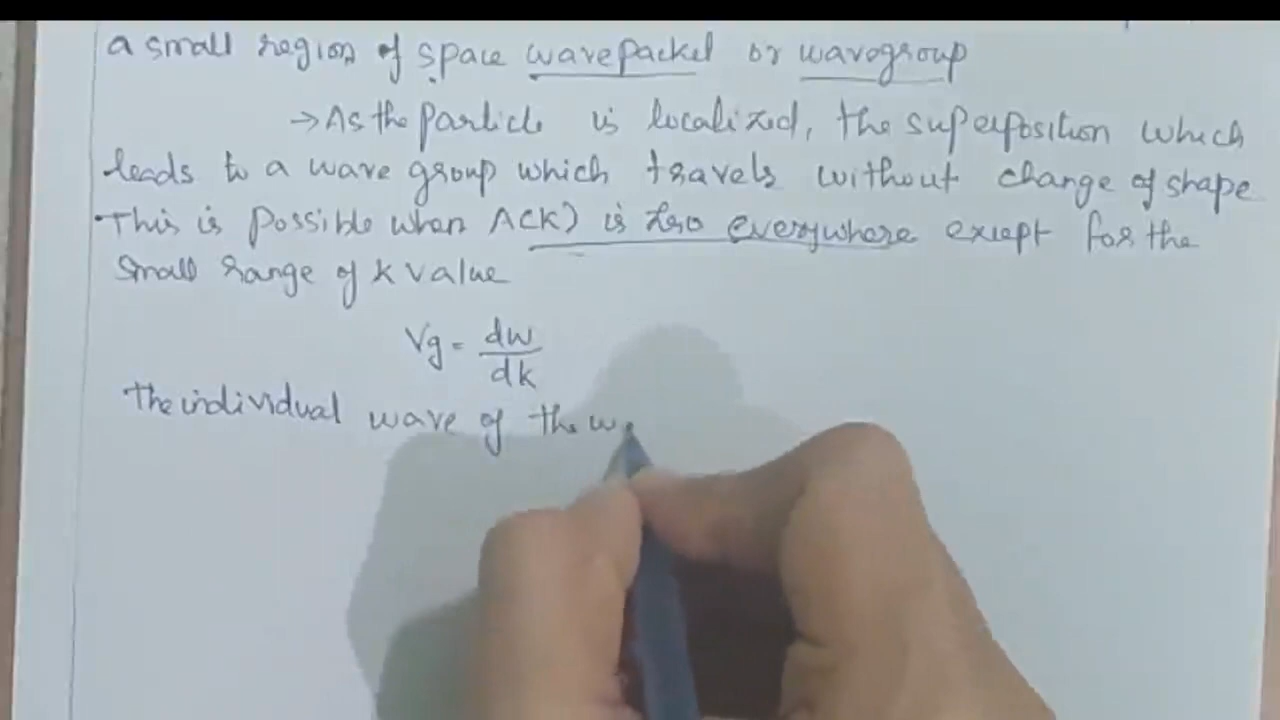 a small region of space wavepacket or wavegroup
→ As the particle is localized, the superposition which
leads to a wave group which travels without change of shape
This is possible when A(k) is zero everywhere except for the
small range of k value
Vg = dw/dk
The individual wave of the w